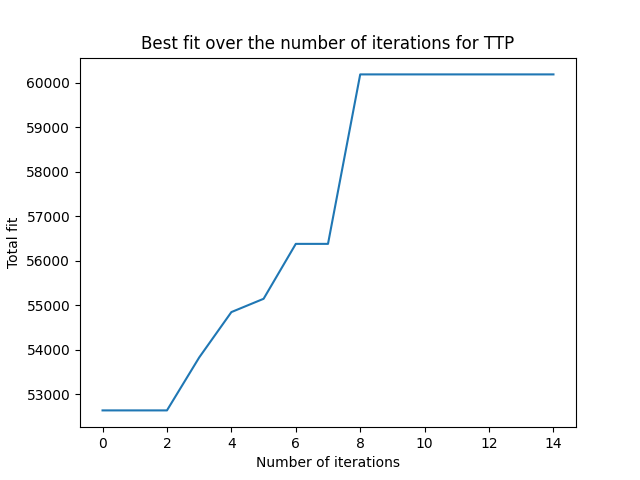 Best fit over the number of iterations for TTP
60000
59000
58000
57000
56000
55000
54000
53000
Total fit
0 2 4 6 8 10 12 14
Number of iterations